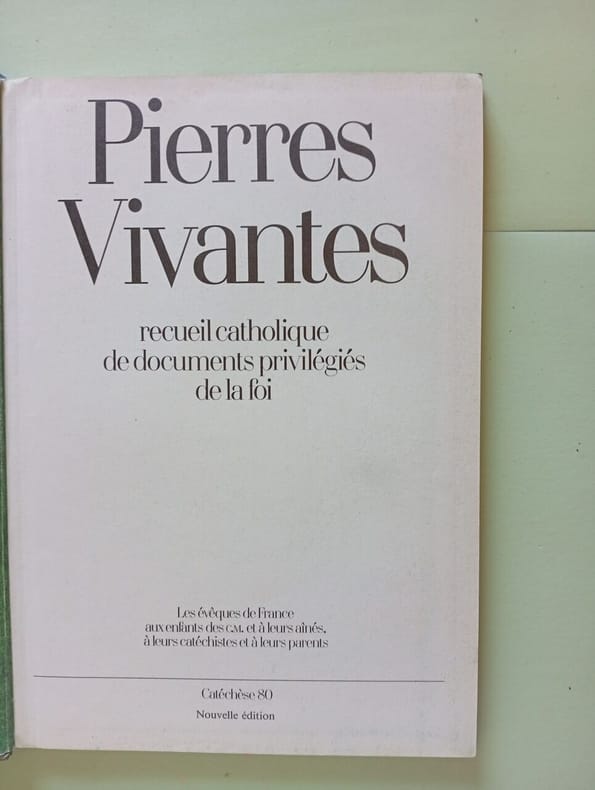 Pierres
Vivantes
recueil catholique
de documents privilégiés
de la foi
Les évêques de France
aux enfants des C.M. et à leurs aînés,
à leurs catéchistes et à leurs parents
Catéchèse 80
Nouvelle édition